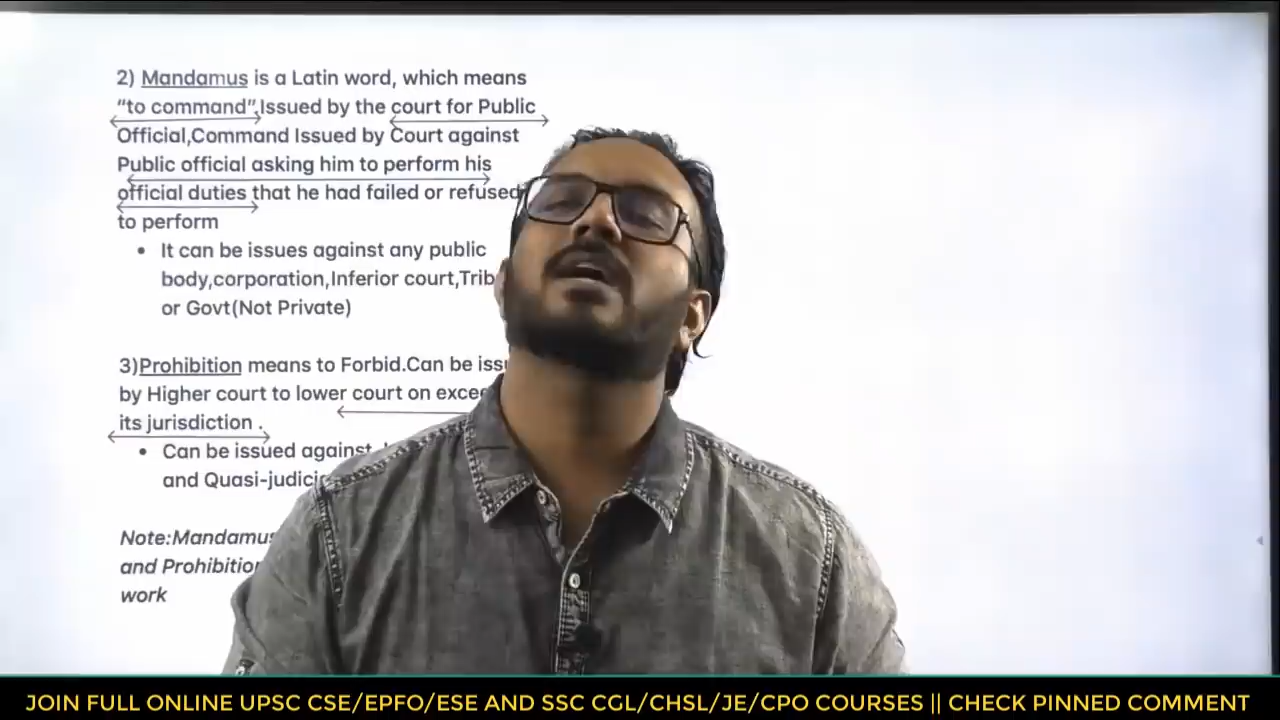 2) Mandamus is a Latin word, which means
“to command”,Issued by the court for Public
Official,Command Issued by Court against
Public official asking him to perform his
official duties that he had failed or refused
to perform
• It can be issues against any public
body,corporation,Inferior court,Trib
or Govt(Not Private)
3)Prohibition means to Forbid.Can be iss
by Higher court to lower court on exce
its jurisdiction .
• Can be issued against
and Quasi-judici
Note:Mandamus
and Prohibition
work
JOIN FULL ONLINE UPSC CSE/EPFO/ESE AND SSC CGL/CHSL/JE/CPO COURSES || CHECK PINNED COMMENT